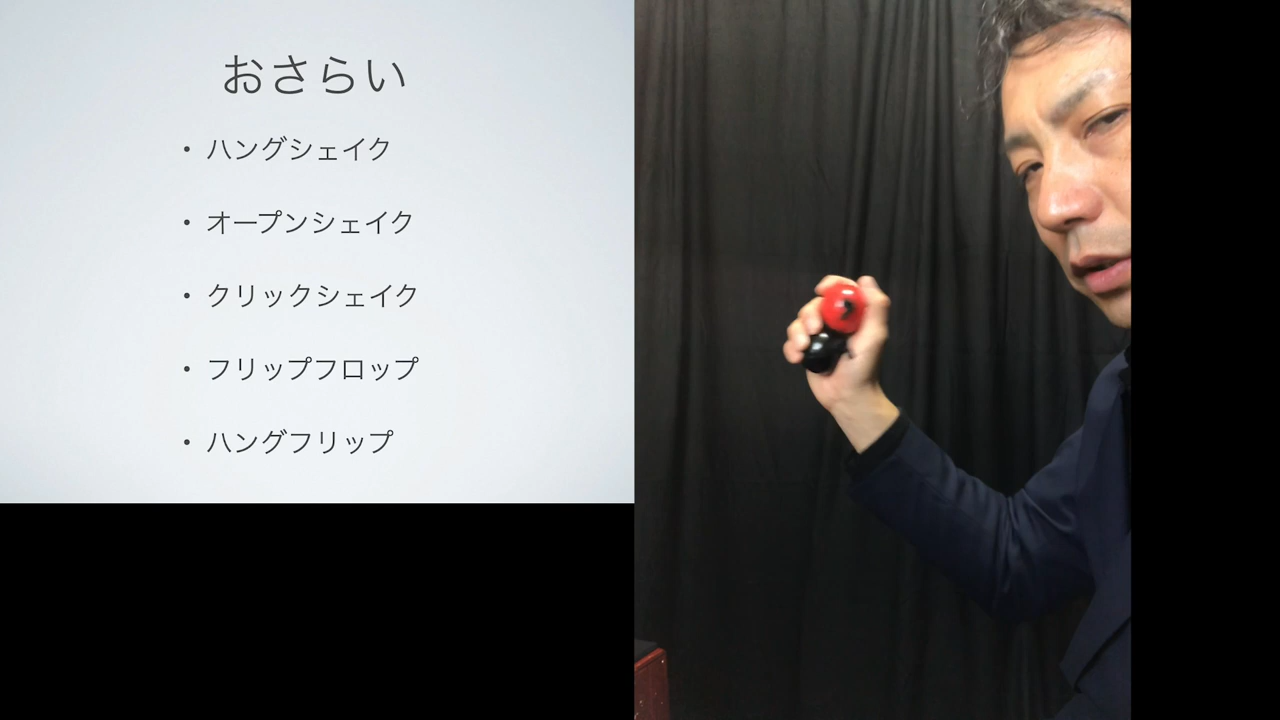 おさらい
・ハングシェイク
・オープンシェイク
・クリックシェイク
・フリップフロップ
・ハングフリップ